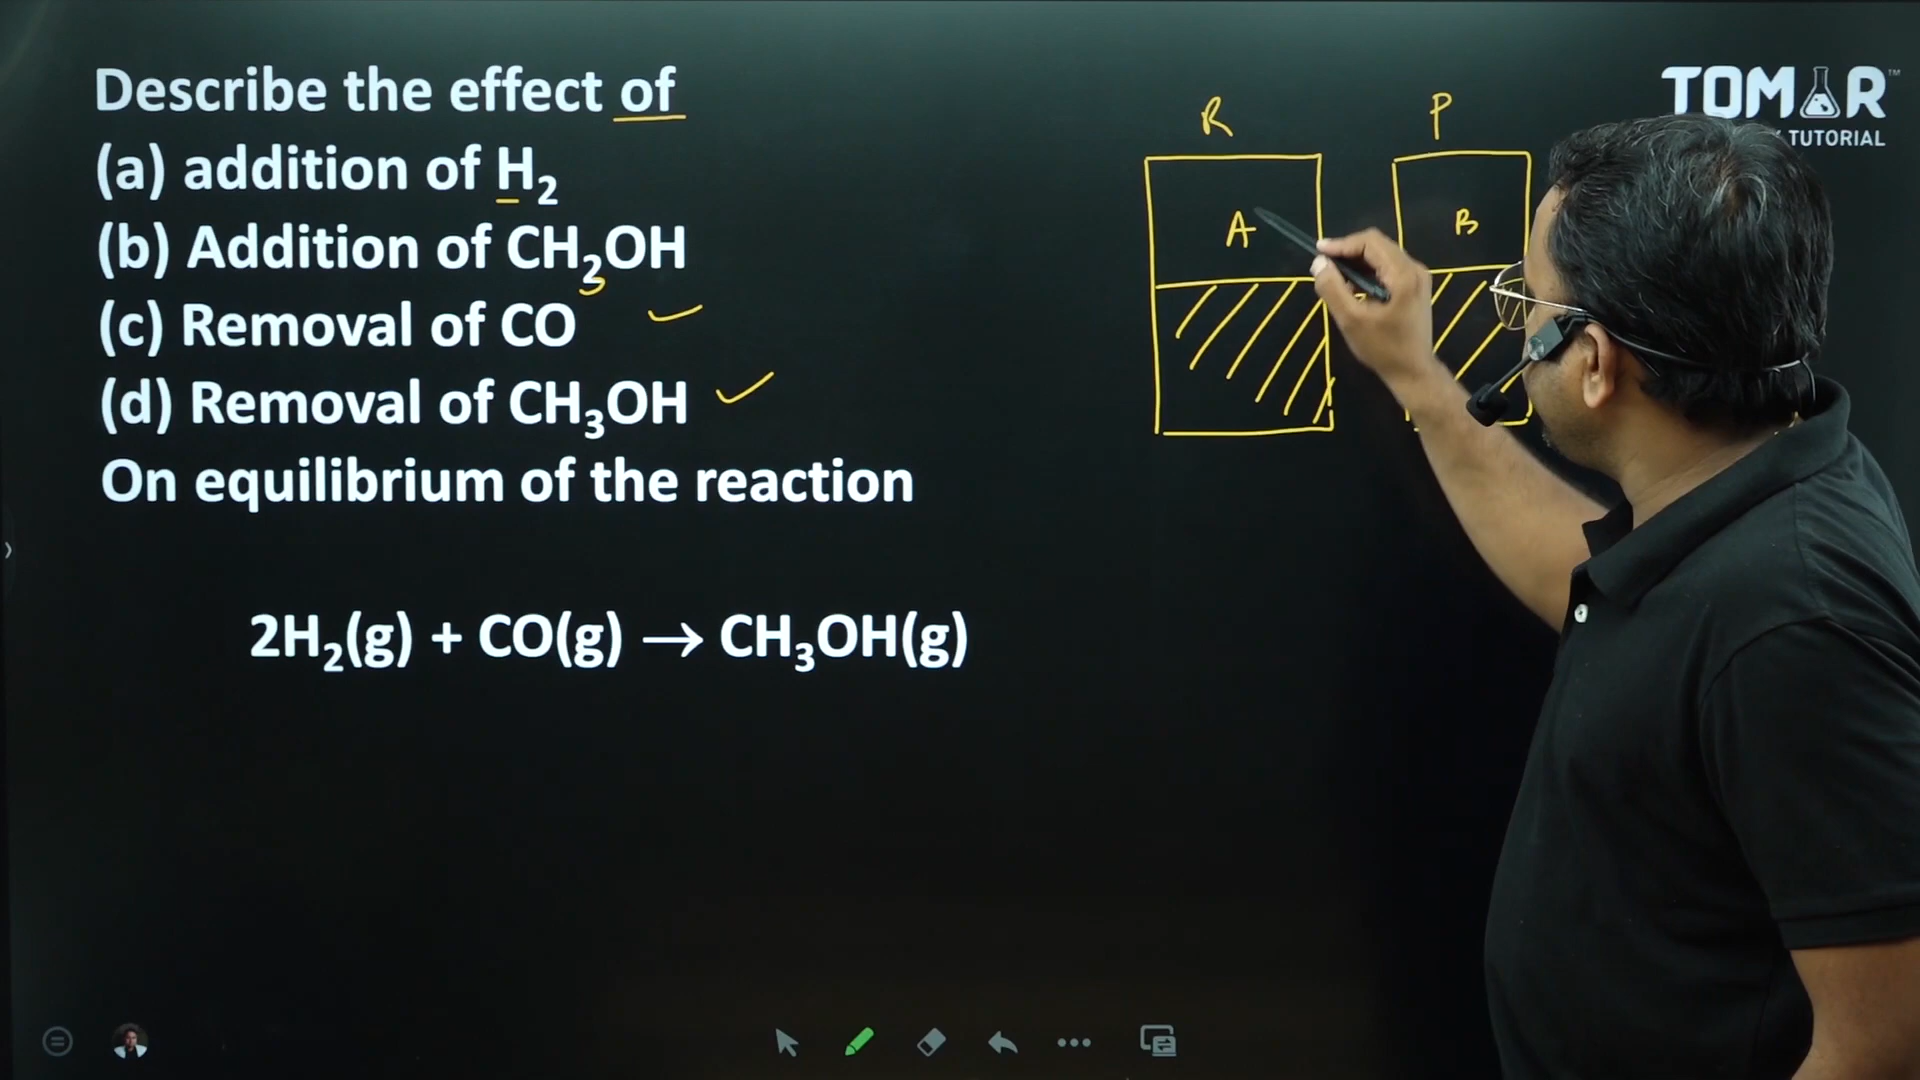 Describe the effect of
(a) addition of H₂
(b) Addition of CH₃OH
(c) Removal of CO
(d) Removal of CH₃OH
On equilibrium of the reaction
2H₂(g) + CO(g) → CH₃OH(g)
R P
A B
TOMAR™
TUTORIAL